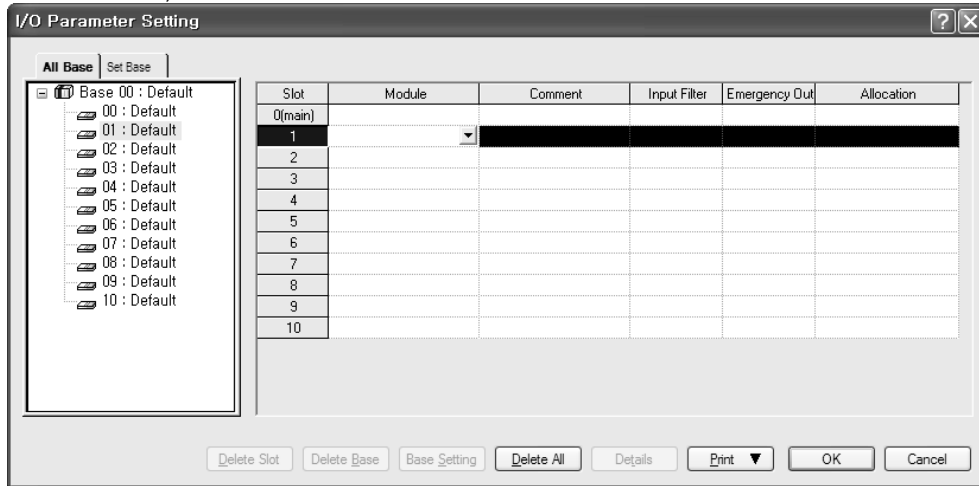 I/O Parameter Setting
All Base Set Base
Base 00 : Default
00 : Default
01 : Default
02 : Default
03 : Default
04 : Default
05 : Default
06 : Default
07 : Default
08 : Default
09 : Default
10 : Default
Slot Module Comment Input Filter Emergency Out Allocation
0(main)
1
2
3
4
5
6
7
8
9
10
Delete Slot Delete Base Base Setting Delete All Details Print ▼ OK Cancel